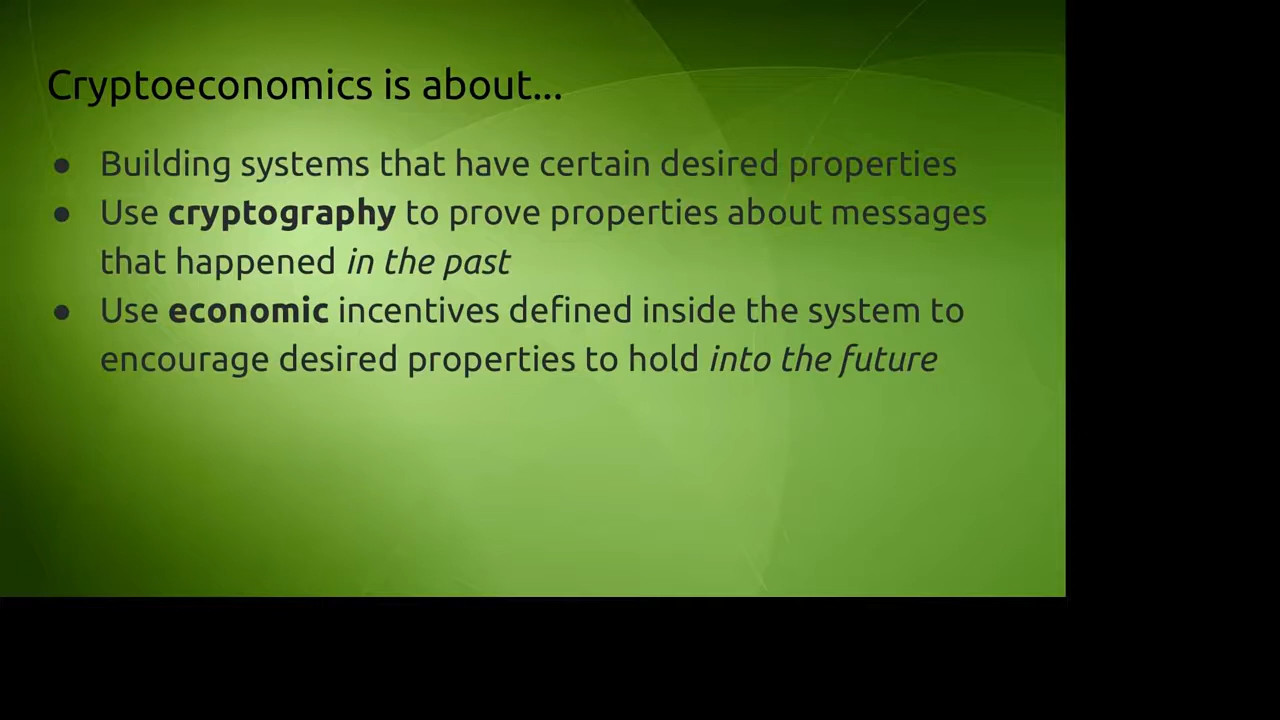 Cryptoeconomics is about...
● Building systems that have certain desired properties
● Use cryptography to prove properties about messages
that happened in the past
● Use economic incentives defined inside the system to
encourage desired properties to hold into the future